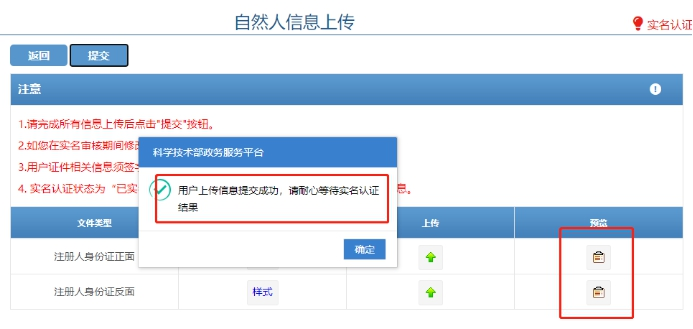 自然人信息上传
实名认证
返回
提交
注意
1.请完成所有信息上传后点击"提交"按钮。
2.如您在实名审核期间修改
3.用户证件相关信息须签
4. 实名认证状态为“已实
息。
科学技术部政务服务平台
用户上传信息提交成功，请耐心等待实名认证
结果
确定
文件类型
上传
预览
注册人身份证正面
注册人身份证反面
样式